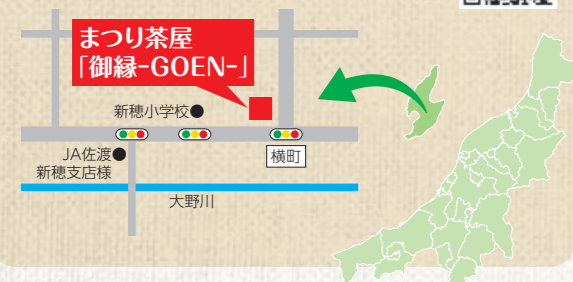 まつり茶屋
「御縁-GOEN-」
新穂小学校●
JA佐渡●
新穂支店様
横町
大野川